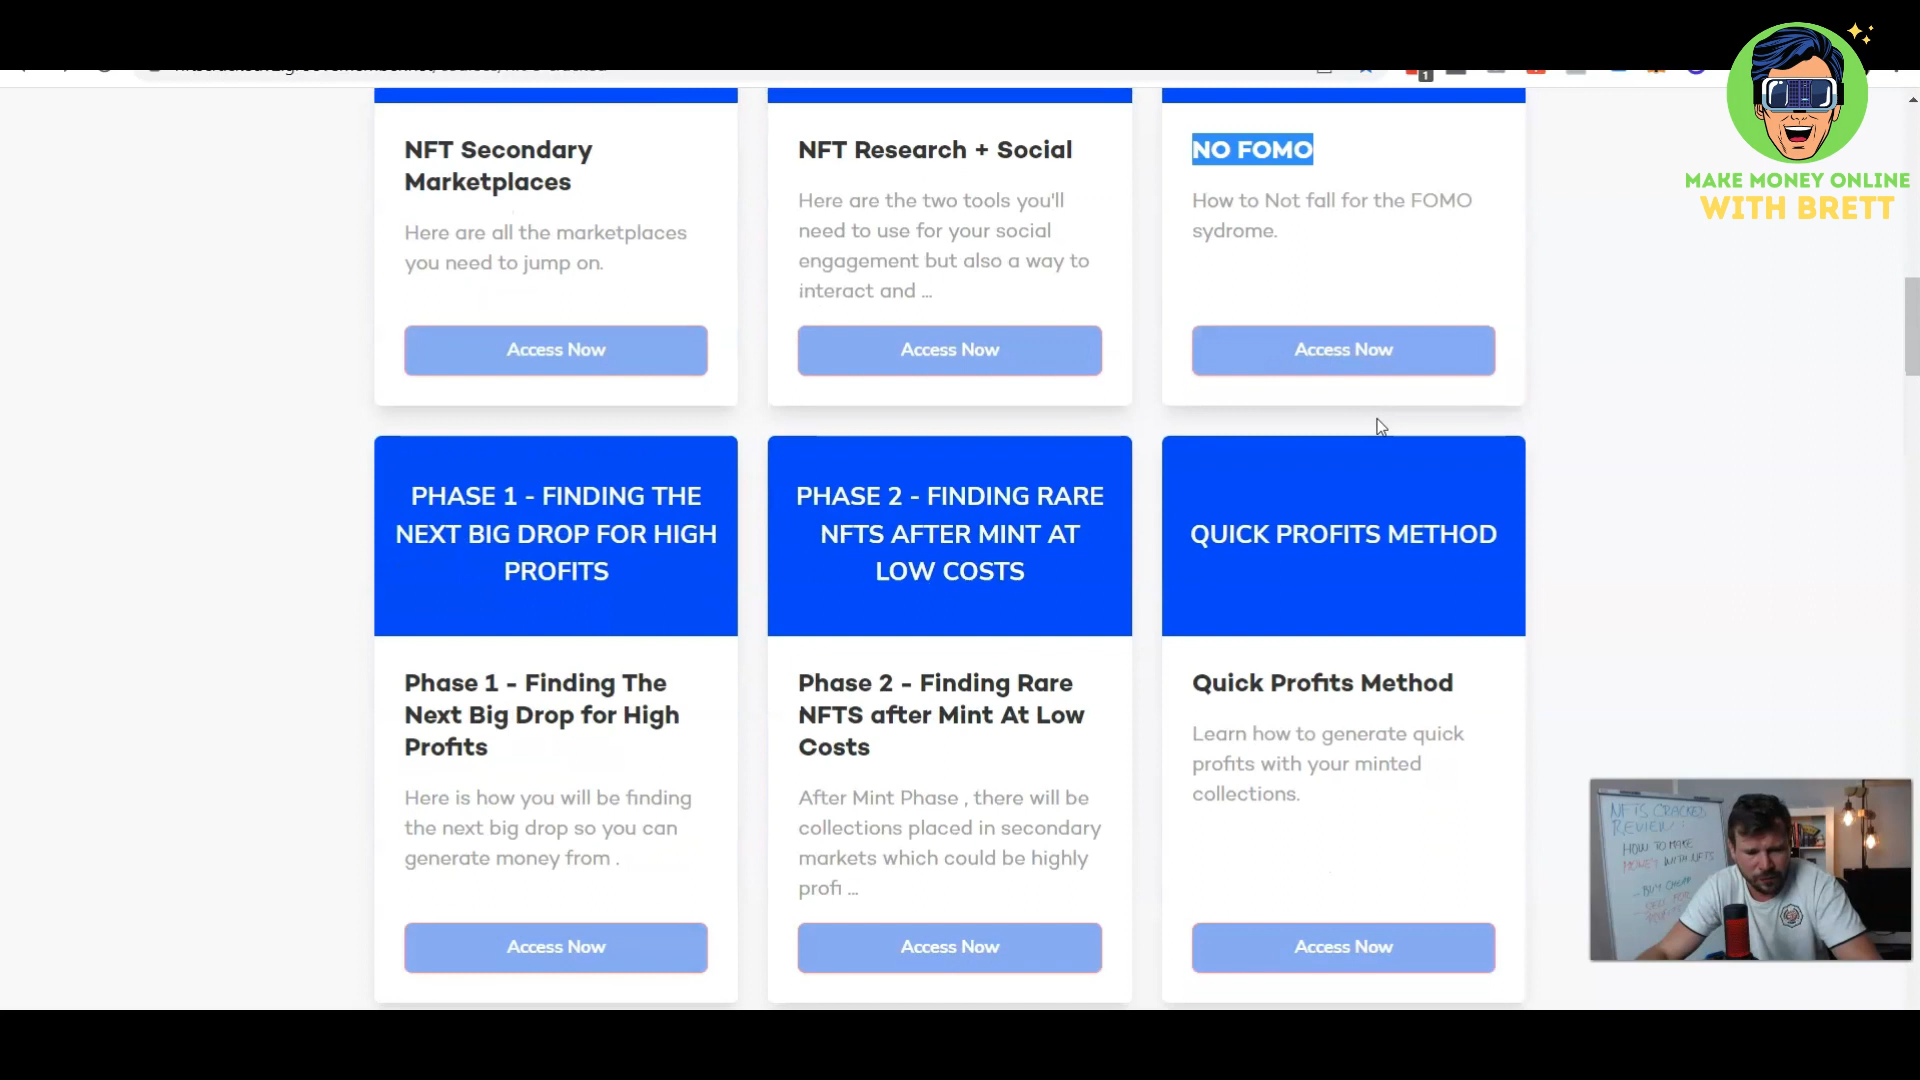 MAKE MONEY ONLINE
WITH BRETT
1
NFT Secondary
Marketplaces
Here are all the marketplaces
you need to jump on.
Access Now
NFT Research + Social
Here are the two tools you'll
need to use for your social
engagement but also a way to
interact and ...
Access Now
NO FOMO
How to Not fall for the FOMO
sydrome.
Access Now
PHASE 1 - FINDING THE
NEXT BIG DROP FOR HIGH
PROFITS
Phase 1 - Finding The
Next Big Drop for High
Profits
Here is how you will be finding
the next big drop so you can
generate money from .
Access Now
PHASE 2 - FINDING RARE
NFTS AFTER MINT AT
LOW COSTS
Phase 2 - Finding Rare
NFTS after Mint At Low
Costs
After Mint Phase , there will be
collections placed in secondary
markets which could be highly
profi ...
Access Now
QUICK PROFITS METHOD
Quick Profits Method
Learn how to generate quick
profits with your minted
collections.
Access Now
NFTS CRACKED
REVIEW:
HOW TO MAKE
MONEY WITH NFTS
- BUY CHEAP